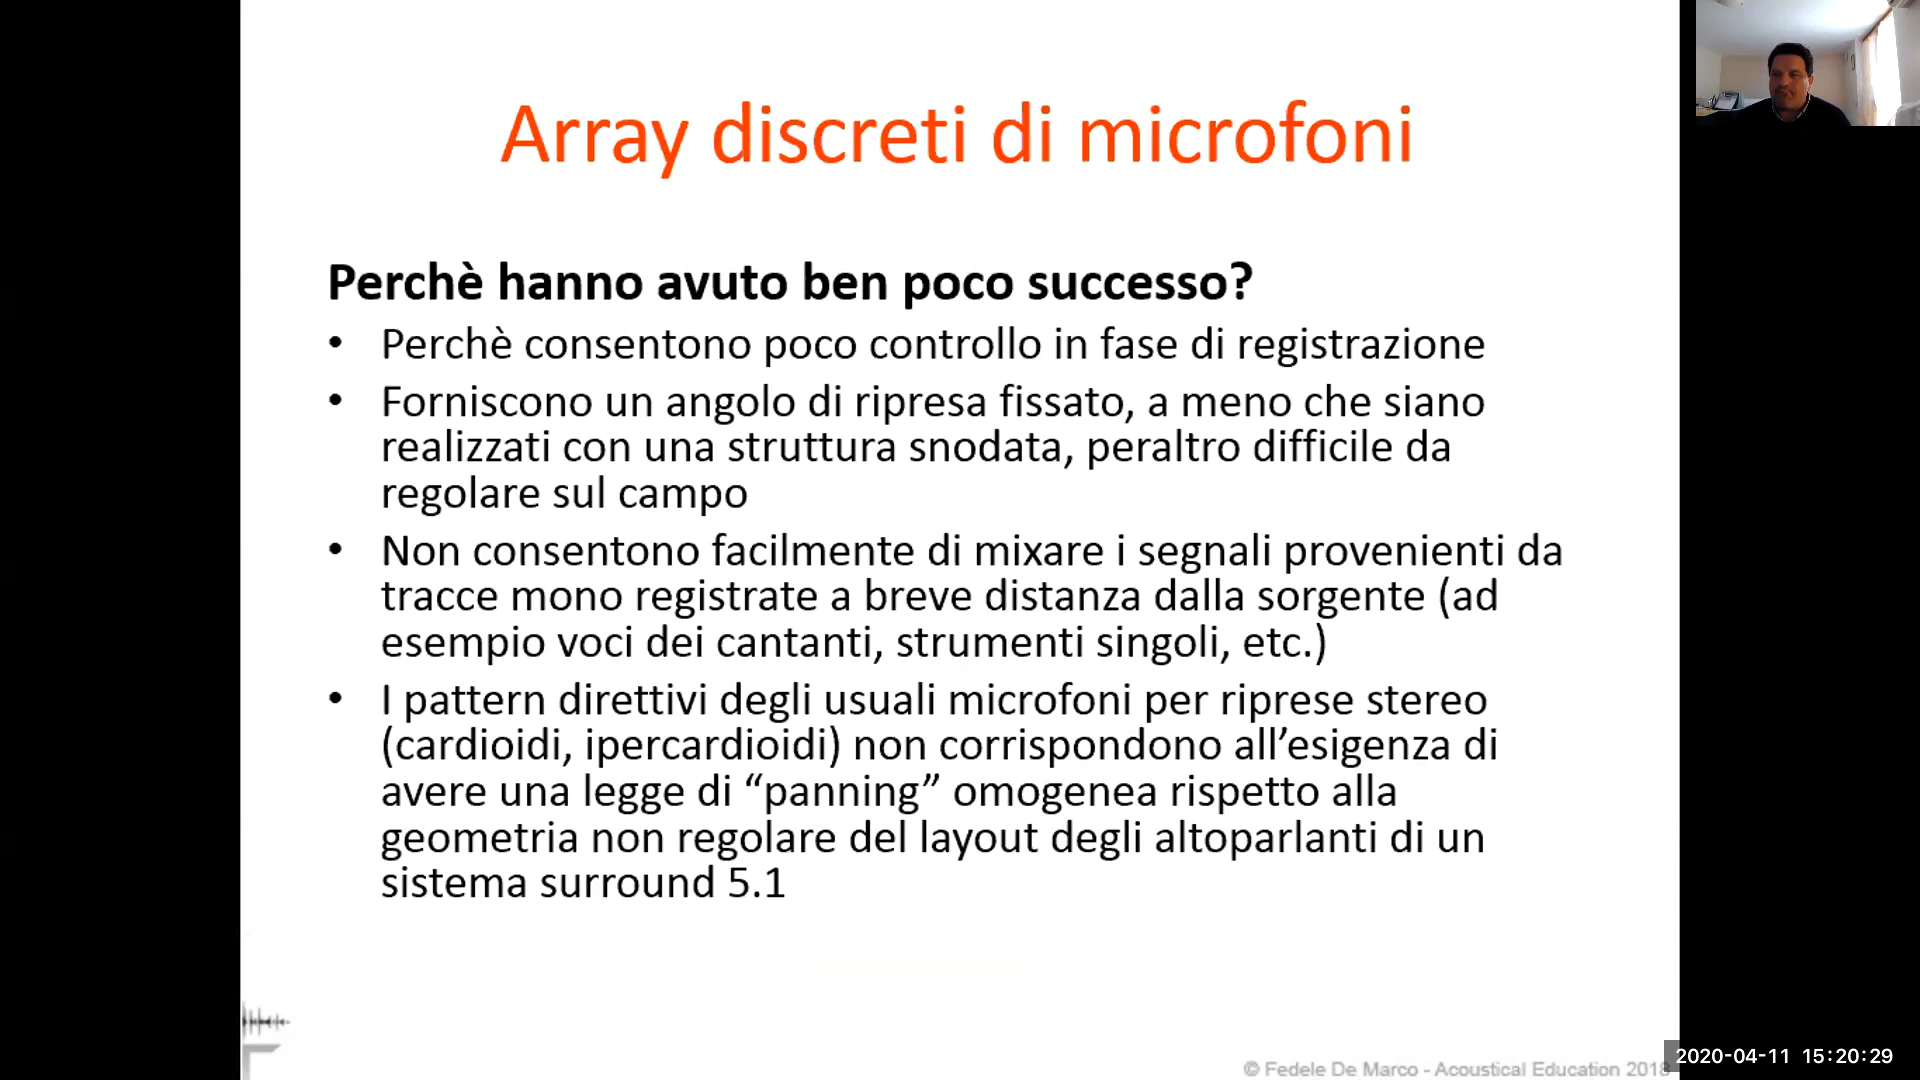 Array discreti di microfoni
Perchè hanno avuto ben poco successo?
• Perchè consentono poco controllo in fase di registrazione
• Forniscono un angolo di ripresa fissato, a meno che siano
realizzati con una struttura snodata, peraltro difficile da
regolare sul campo
• Non consentono facilmente di mixare i segnali provenienti da
tracce mono registrate a breve distanza dalla sorgente (ad
esempio voci dei cantanti, strumenti singoli, etc.)
• I pattern direttivi degli usuali microfoni per riprese stereo
(cardioidi, ipercardioidi) non corrispondono all’esigenza di
avere una legge di “panning” omogenea rispetto alla
geometria non regolare del layout degli altoparlanti di un
sistema surround 5.1
© Fedele De Marco - Acoustical Education 2018
2020-04-11 15:20:29